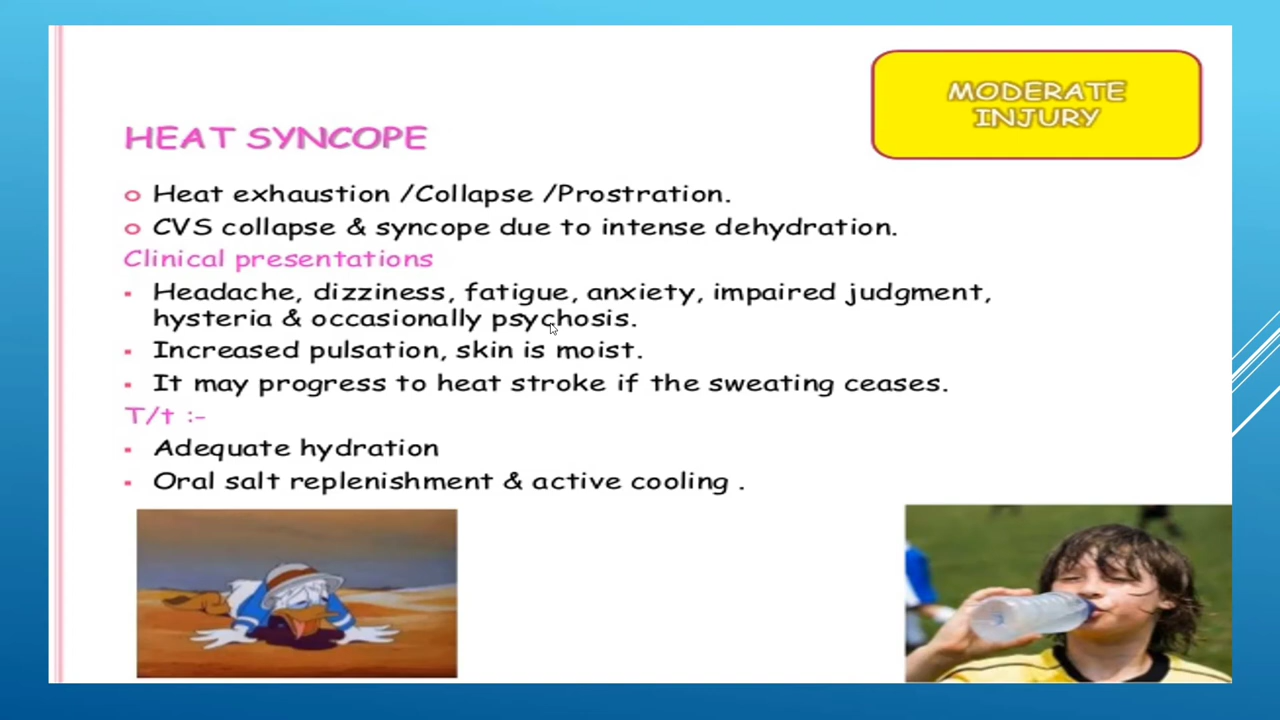 MODERATE
INJURY
HEAT SYNCOPE
Heat exhaustion /Collapse /Prostration.
CVS collapse & syncope due to intense dehydration.
Clinical presentations
Headache, dizziness, fatigue, anxiety, impaired judgment,
hysteria & occasionally psychosis.
Increased pulsation, skin is moist.
It may progress to heat stroke if the sweating ceases.
T/t :-
Adequate hydration
Oral salt replenishment & active cooling .